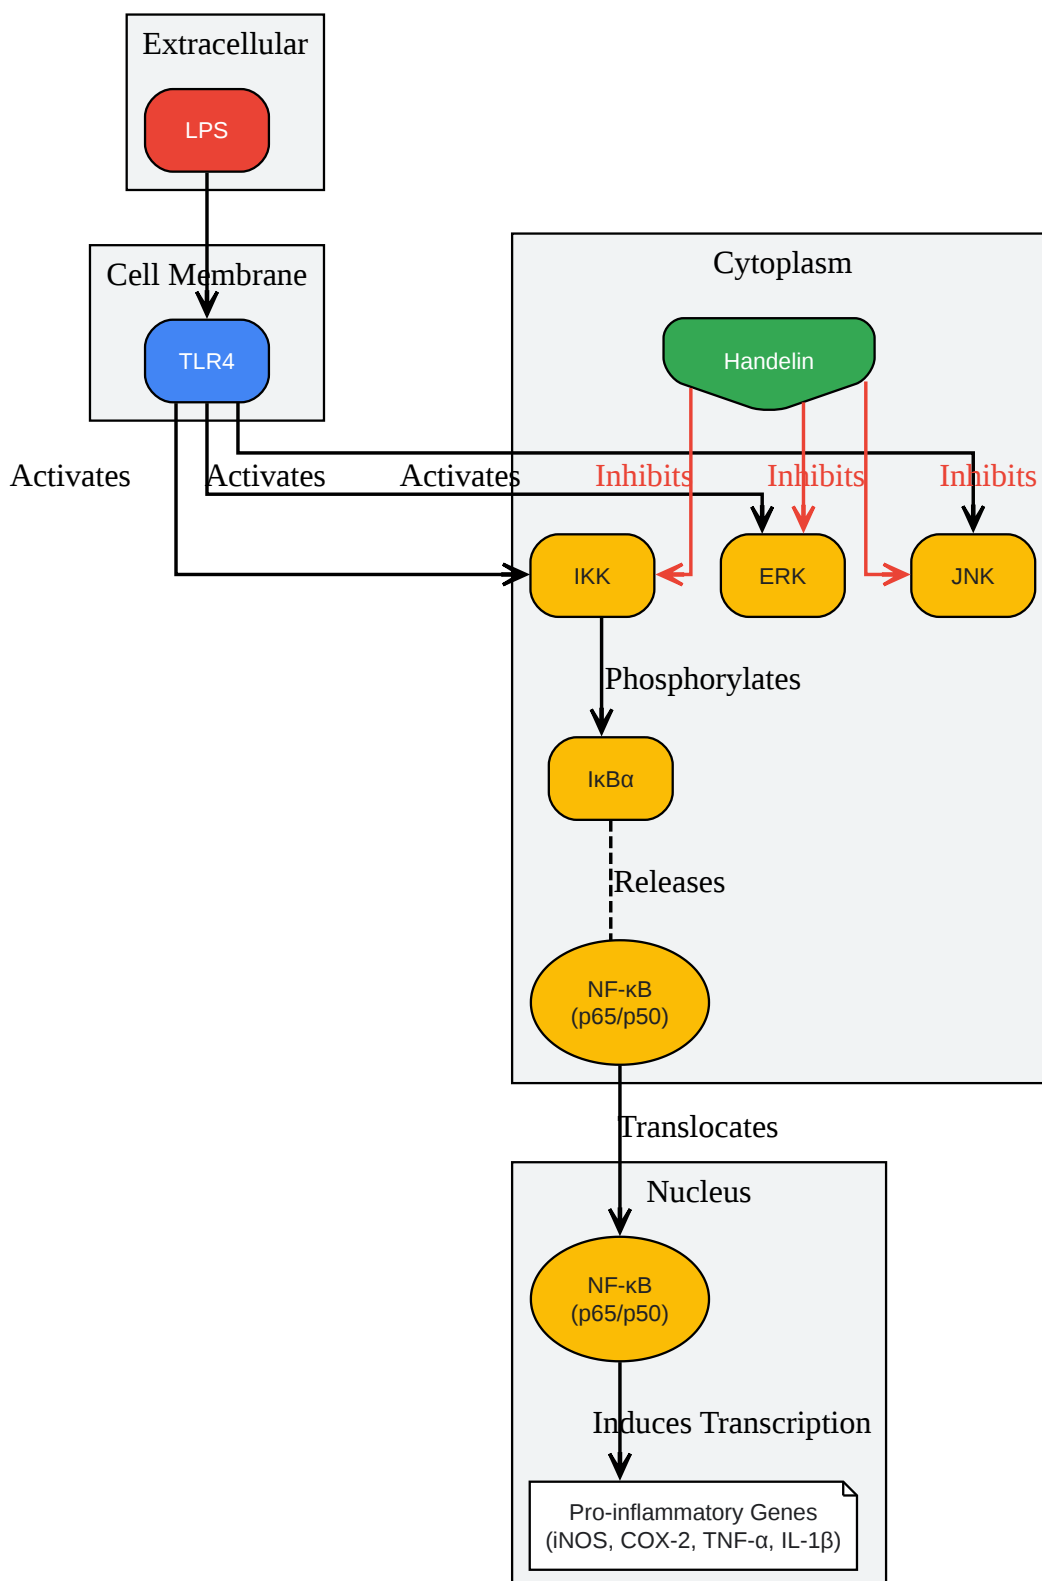 Extracellular
LPS
Cell Membrane
TLR4
Cytoplasm
Handelin
Activates
Activates
Activates
Inhibits
Inhibits
Inhibits
IKK
ERK
JNK
Phosphorylates
IκBα
Releases
NF-κB
(p65/p50)
Translocates
Nucleus
NF-κB
(p65/p50)
Induces Transcription
Pro-inflammatory Genes
(iNOS, COX-2, TNF-α, IL-1β)